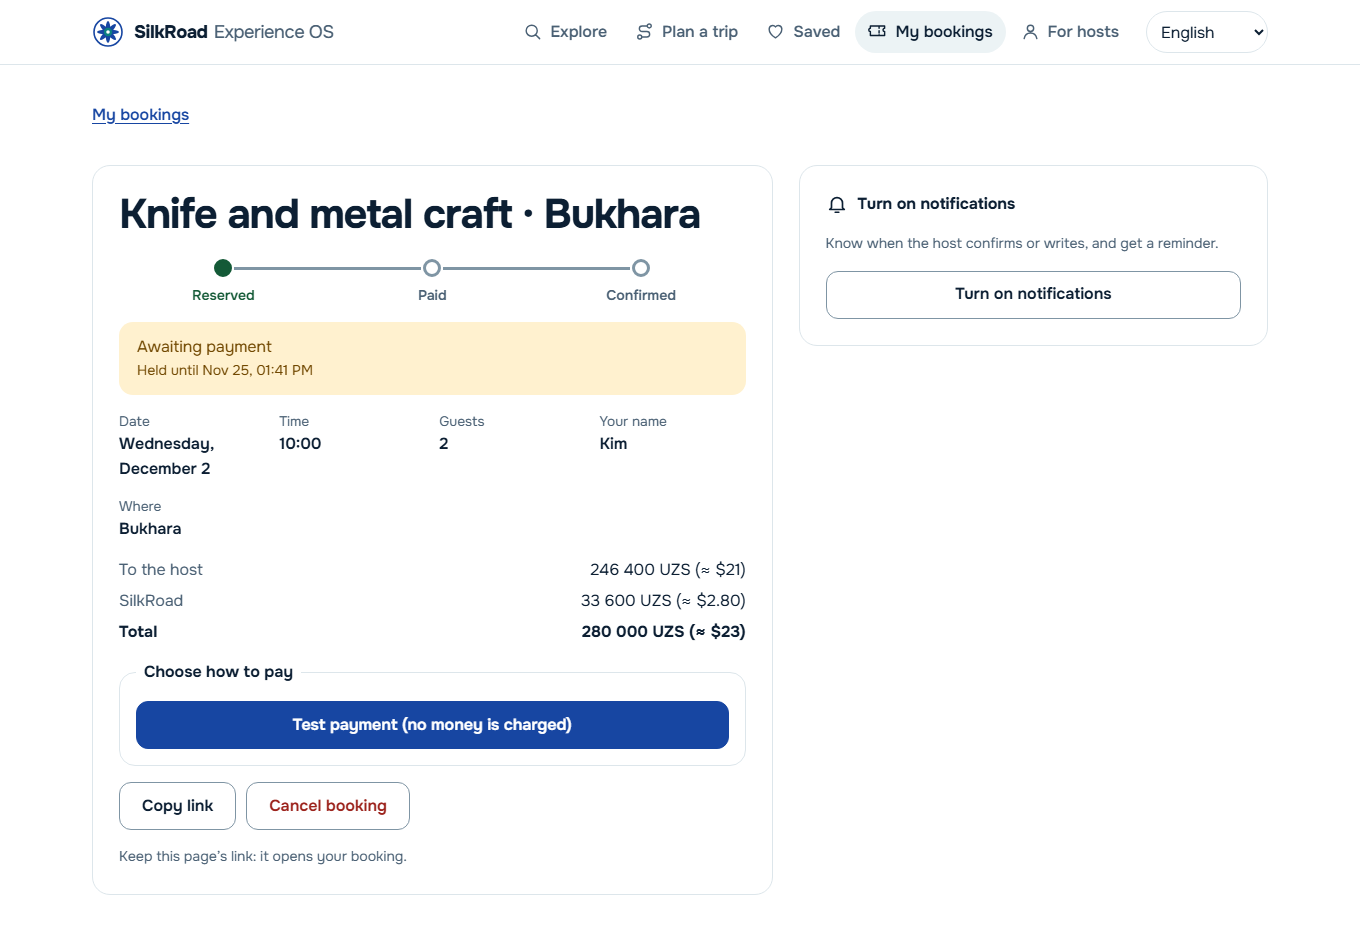 SilkRoad Experience OS
Explore
Plan a trip
Saved
My bookings
For hosts
English
My bookings
Knife and metal craft · Bukhara
Reserved
Paid
Confirmed
Awaiting payment
Held until Nov 25, 01:41 PM
Date
Wednesday,
December 2
Time
10:00
Guests
2
Your name
Kim
Where
Bukhara
To the host 246 400 UZS (≈ $21)
SilkRoad 33 600 UZS (≈ $2.80)
Total 280 000 UZS (≈ $23)
Choose how to pay
Test payment (no money is charged)
Copy link
Cancel booking
Keep this page’s link: it opens your booking.
Turn on notifications
Know when the host confirms or writes, and get a reminder.
Turn on notifications